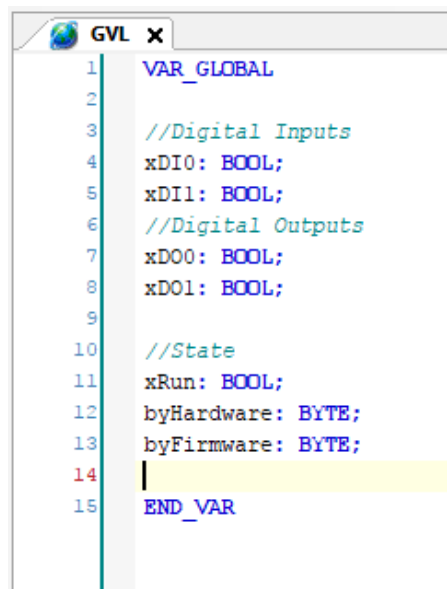 GVL
1 VAR_GLOBAL
2
3 //Digital Inputs
4 xDI0: BOOL;
5 xDI1: BOOL;
6 //Digital Outputs
7 xDO0: BOOL;
8 xDO1: BOOL;
9
10 //State
11 xRun: BOOL;
12 byHardware: BYTE;
13 byFirmware: BYTE;
14
15 END_VAR